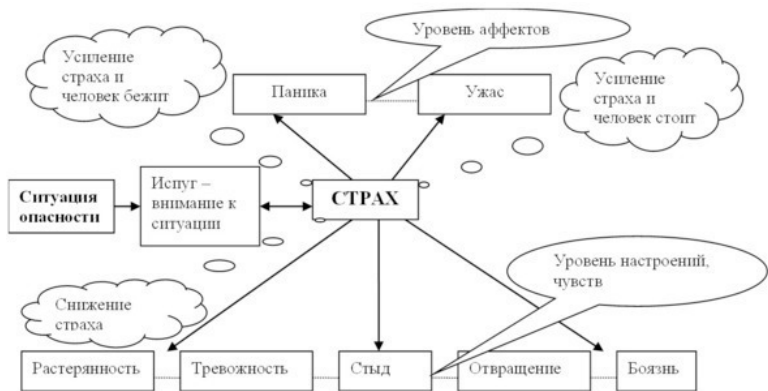 Уровень аффектов
Усиление
страха и
человек бежит
Усиление
страха и
человек стоит
Паника
Ужас
Ситуация
опасности
Испуг –
внимание к
ситуации
СТРАХ
Уровень настроений,
чувств
Снижение
страха
Растерянность
Тревожность
Стыд
Отвращение
Боязнь